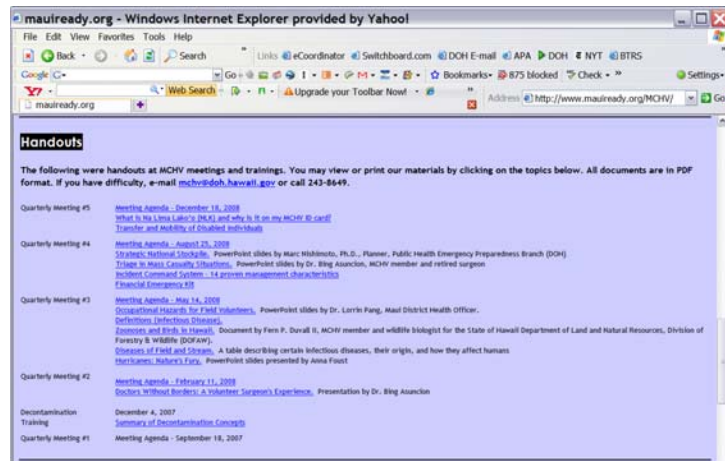 mauiready.org - Windows Internet Explorer provided by Yahoo!
File Edit View Favorites Tools Help
Back Search Links eCoordinator Switchboard.com DOH E-mail APA DOH NYT BTRS
Google Go Bookmarks 875 blocked Check Settings
Web Search Upgrade your Toolbar Now! Address http://www.mauiready.org/MCHV/ Go
mauiready.org
Handouts
The following were handouts at MCHV meetings and trainings. You may view or print our materials by clicking on the topics below. All documents are in PDF
format. If you have difficulty, e-mail mchv@doh.hawaii.gov or call 243-8649.
Quarterly Meeting #5 Meeting Agenda - December 18, 2008
What is Na Lima Lako'o (NLK) and why is it on my MCHV ID card?
Transfer and Mobility of Disabled Individuals
Quarterly Meeting #4 Meeting Agenda - August 25, 2008
Strategic National Stockpile. PowerPoint slides by Marc Nishimoto, Ph.D., Planner, Public Health Emergency Preparedness Branch (DOH)
Triage in Mass Casualty Situations. PowerPoint slides by Dr. Bing Asuncion, MCHV member and retired surgeon
Incident Command System - 14 proven management characteristics
Financial Emergency Kit
Quarterly Meeting #3 Meeting Agenda - May 14, 2008
Occupational Hazards for Field Volunteers. PowerPoint slides by Dr. Lorrin Pang, Maui District Health Officer.
Definitions (Infectious Disease).
Zoonoses and Birds in Hawaii. Document by Fern P. Duvall II, MCHV member and wildlife biologist for the State of Hawaii Department of Land and Natural Resources, Division of
Forestry & Wildlife (DOFAW).
Diseases of Field and Stream. A table describing certain infectious diseases, their origin, and how they affect humans
Hurricanes: Nature's Fury. PowerPoint slides presented by Anna Foust
Quarterly Meeting #2 Meeting Agenda - February 11, 2008
Doctors Without Borders: A Volunteer Surgeon's Experience. Presentation by Dr. Bing Asuncion
Decontamination December 4, 2007
Training Summary of Decontamination Concepts
Quarterly Meeting #1 Meeting Agenda - September 18, 2007